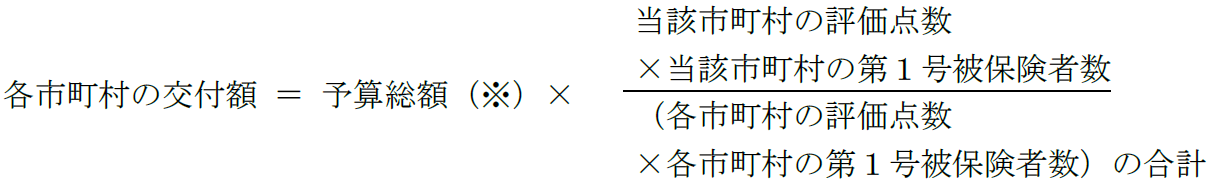 当該市町村の評価点数
×当該市町村の第1号被保険者数
各市町村の交付額 = 予算総額(※)×
(各市町村の評価点数
×各市町村の第1号被保険者数)の合計